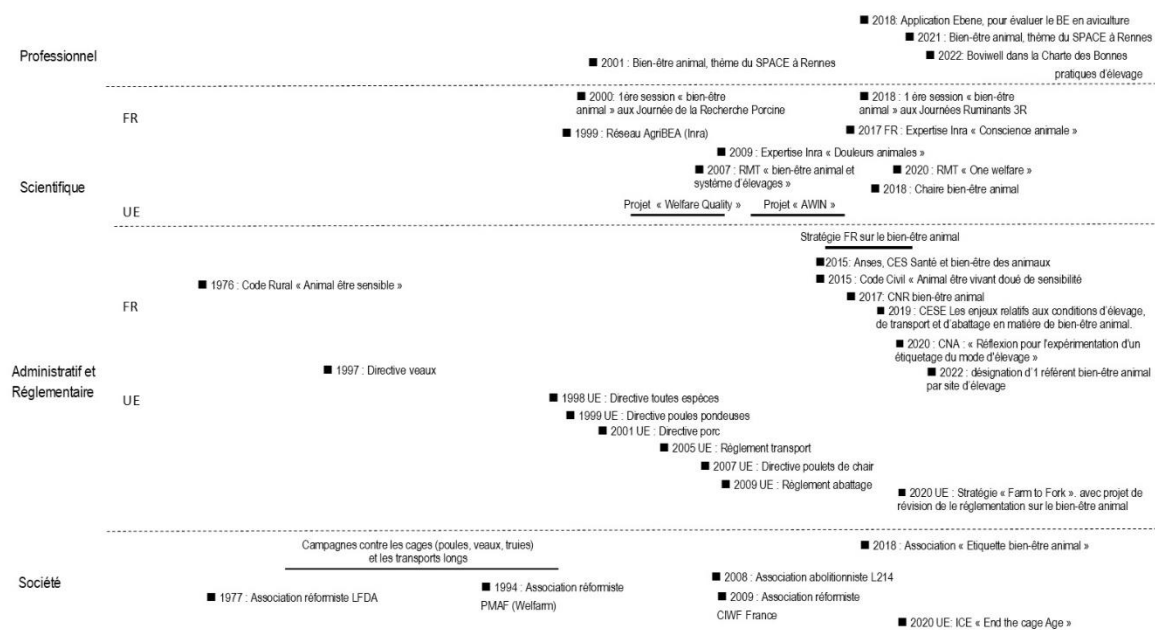 Professionnel
■ 2018: Application Ebene, pour évaluer le BE en aviculture
■ 2021 : Bien-être animal, thème du SPACE à Rennes
■ 2022: Boviwell dans la Charte des Bonnes
pratiques d'élevage
■ 2001 : Bien-être animal, thème du SPACE à Rennes
Scientifique
FR
■ 2000: 1ère session « bien-être
animal » aux Journée de la Recherche Porcine
■ 2018 : 1 ère session « bien-être
animal » aux Journées Ruminants 3R
■ 1999 : Réseau AgriBEA (Inra)
■ 2017 FR : Expertise Inra « Conscience animale »
■ 2009 : Expertise Inra « Douleurs animales »
■ 2007 : RMT « bien-être animal et
système d'élevages »
■ 2020 : RMT « One welfare »
■ 2018 : Chaire bien-être animal
UE
Projet « Welfare Quality »
Projet « AWIN »
Administratif et
Réglementaire
FR
Stratégie FR sur le bien-être animal
■ 2015: Anses, CES Santé et bien-être des animaux
■ 2015 : Code Civil « Animal être vivant doué de sensibilité
■ 1976 : Code Rural « Animal être sensible »
■ 2017: CNR bien-être animal
■ 2019 : CESE Les enjeux relatifs aux conditions d'élevage,
de transport et d'abattage en matière de bien-être animal.
■ 2020 : CNA : « Réflexion pour l'expérimentation d'un
étiquetage du mode d'élevage »
■ 2022 : désignation d'1 référent bien-être animal
par site d'élevage
UE
■ 1997 : Directive veaux
■ 1998 UE : Directive toutes espèces
■ 1999 UE : Directive poules pondeuses
■ 2001 UE : Directive porc
■ 2005 UE : Règlement transport
■ 2007 UE : Directive poulets de chair
■ 2009 UE : Règlement abattage
■ 2020 UE : Stratégie « Farm to Fork ». avec projet de
révision de le réglementation sur le bien-être animal
Société
Campagnes contre les cages (poules, veaux, truies)
et les transports longs
■ 2018 : Association « Etiquette bien-être animal »
■ 1977 : Association réformiste LFDA
■ 1994 : Association réformiste
PMAF (Welfarm)
■ 2008 : Association abolitionniste L214
■ 2009 : Association réformiste
CIWF France
■ 2020 UE: ICE « End the cage Age »